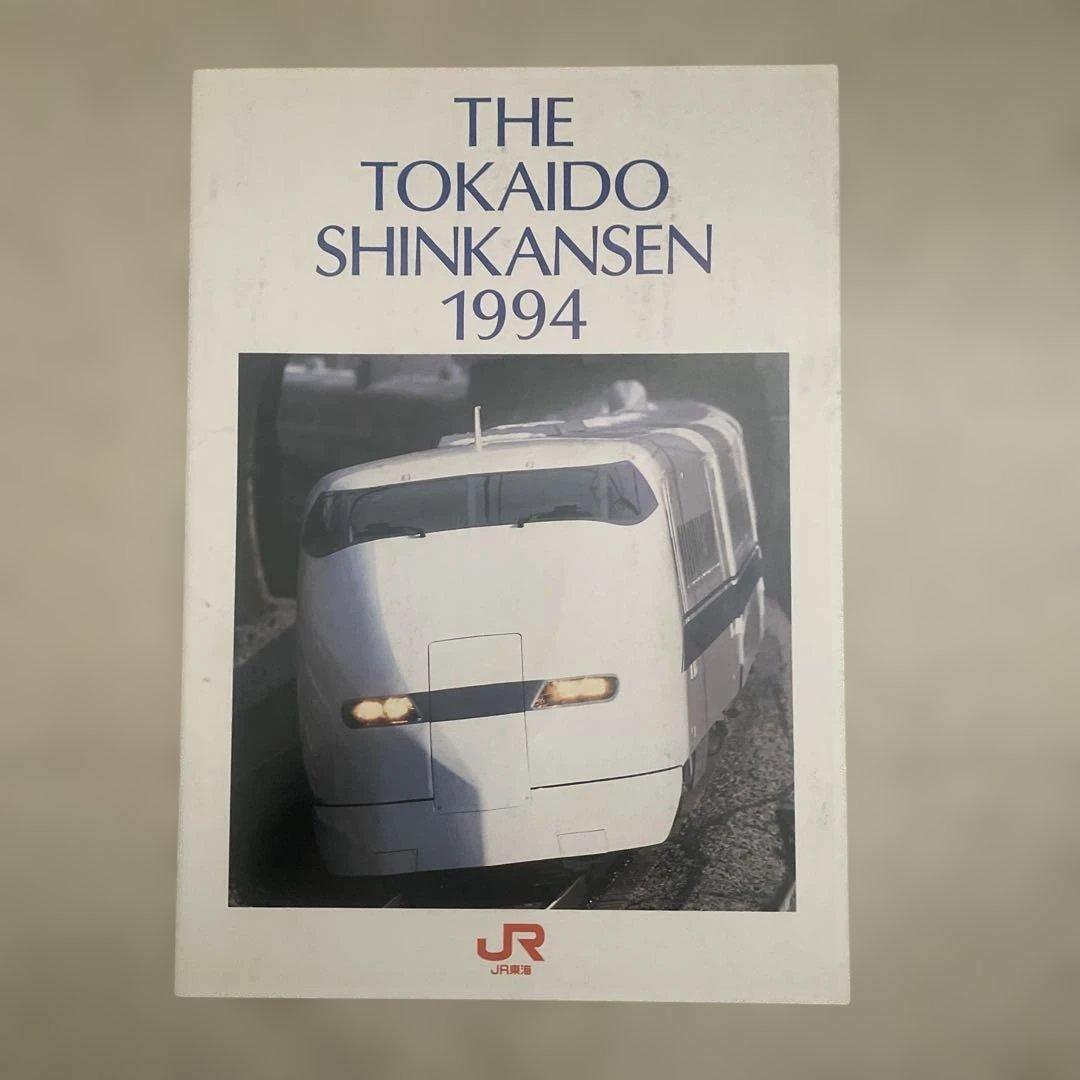 THE
TOKAIDO
SHINKANSEN
1994
JR
JR東海